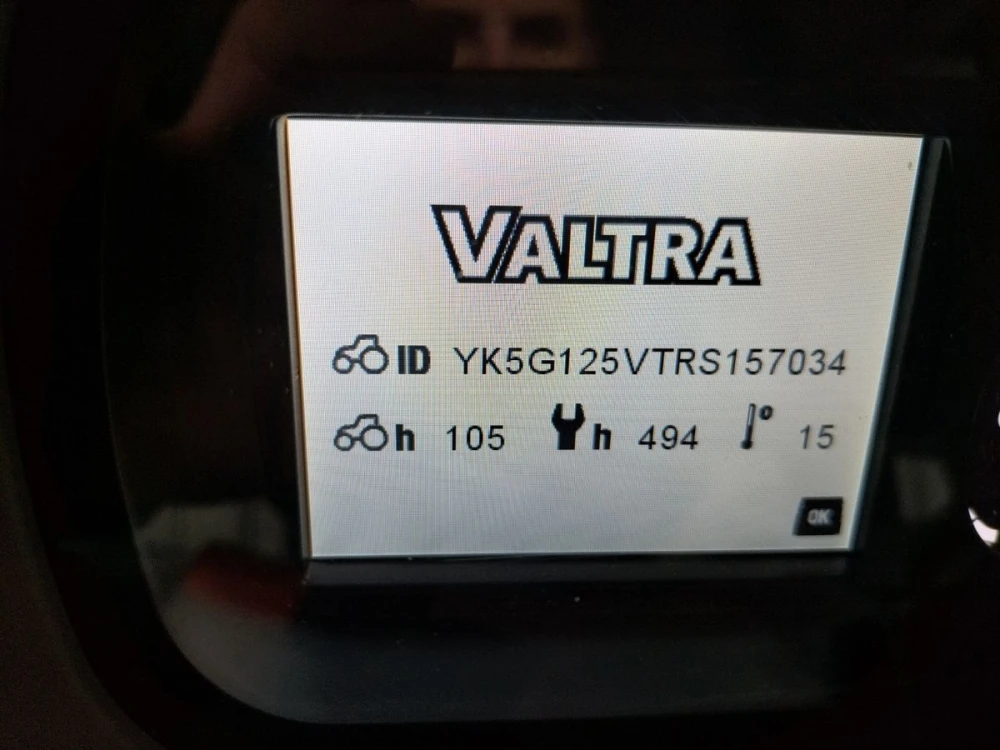 VALTRA
ID YK5G125VTRS157034
h 105 h 494 ° 15
OK